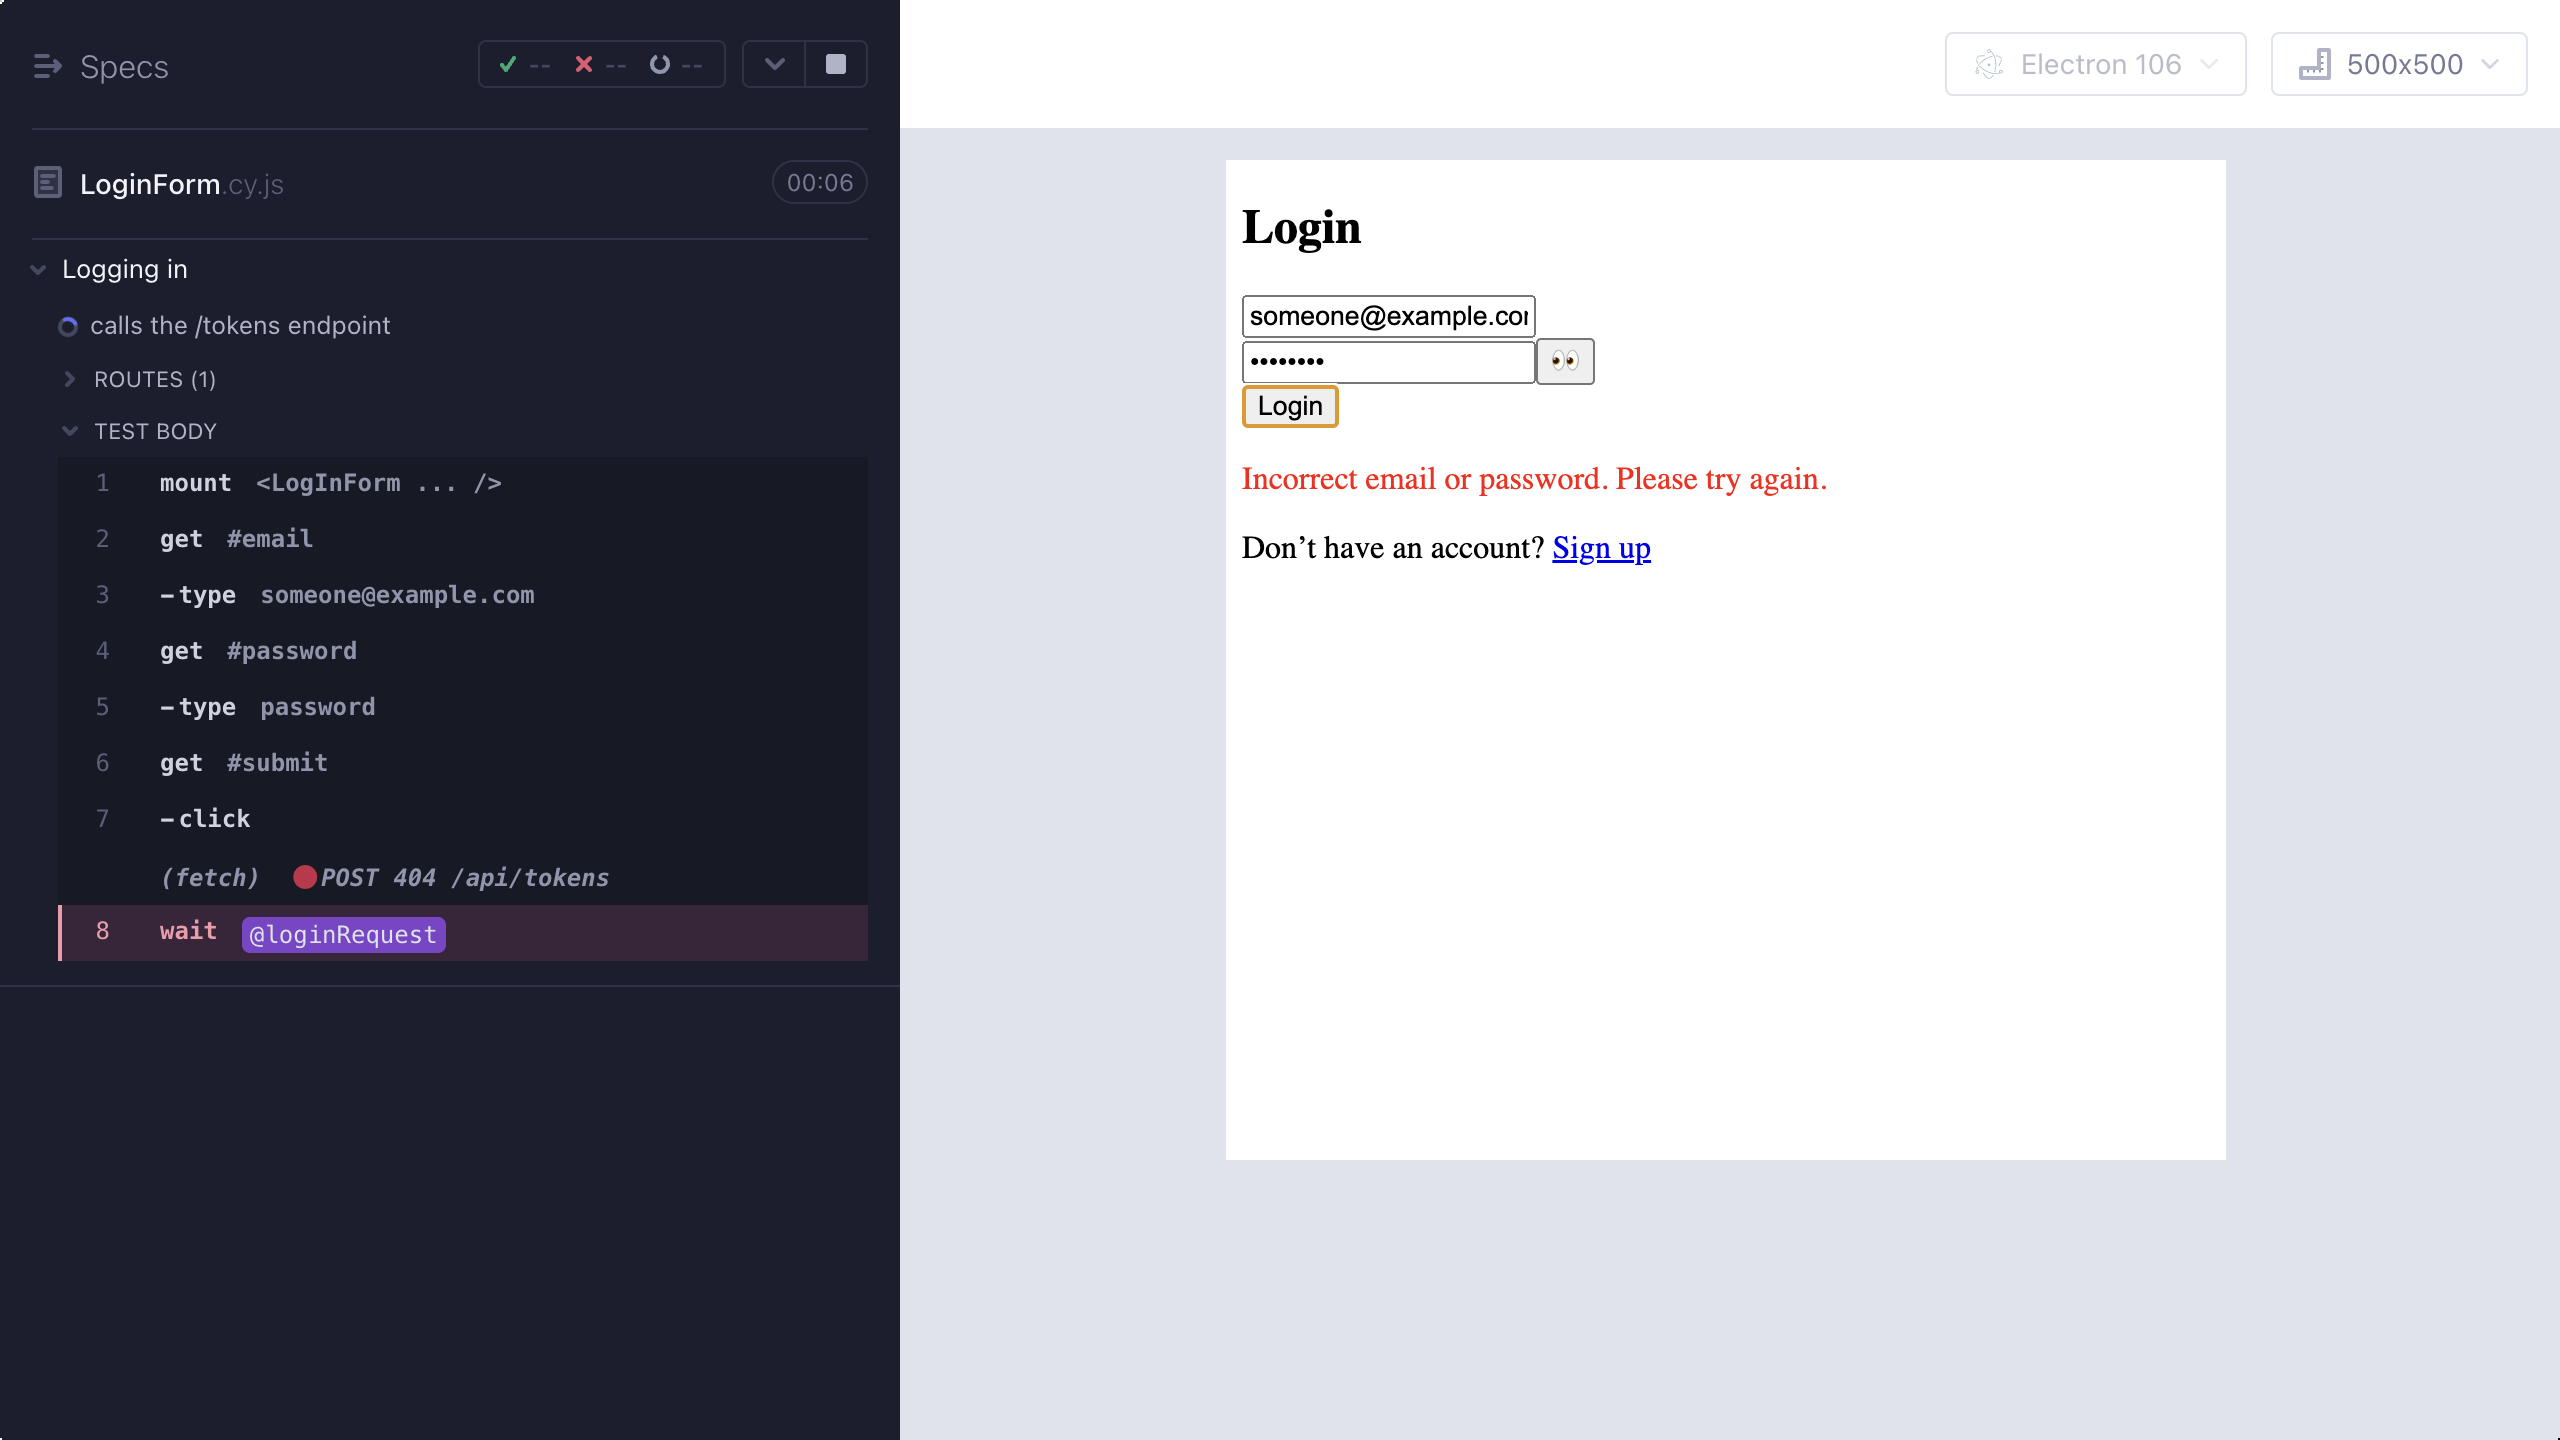 Specs
-- -- --
LoginForm.cy.js
00:06
Logging in
calls the /tokens endpoint
ROUTES (1)
TEST BODY
1 mount <LogInForm ... />
2 get #email
3 -type someone@example.com
4 get #password
5 -type password
6 get #submit
7 -click
(fetch) POST 404 /api/tokens
8 wait @loginRequest
Electron 106
500x500
Login
someone@example.co
••••••••
Login
Incorrect email or password. Please try again.
Don’t have an account? Sign up